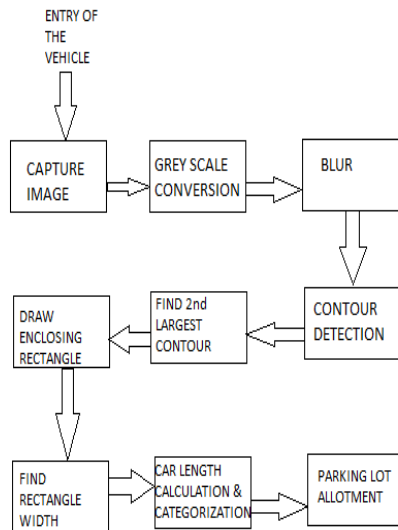 ENTRY OF
THE
VEHICLE
CAPTURE
IMAGE
GREY SCALE
CONVERSION
BLUR
CONTOUR
DETECTION
FIND 2nd
LARGEST
CONTOUR
DRAW
ENCLOSING
RECTANGLE
FIND
RECTANGLE
WIDTH
CAR LENGTH
CALCULATION &
CATEGORIZATION
PARKING LOT
ALLOTMENT